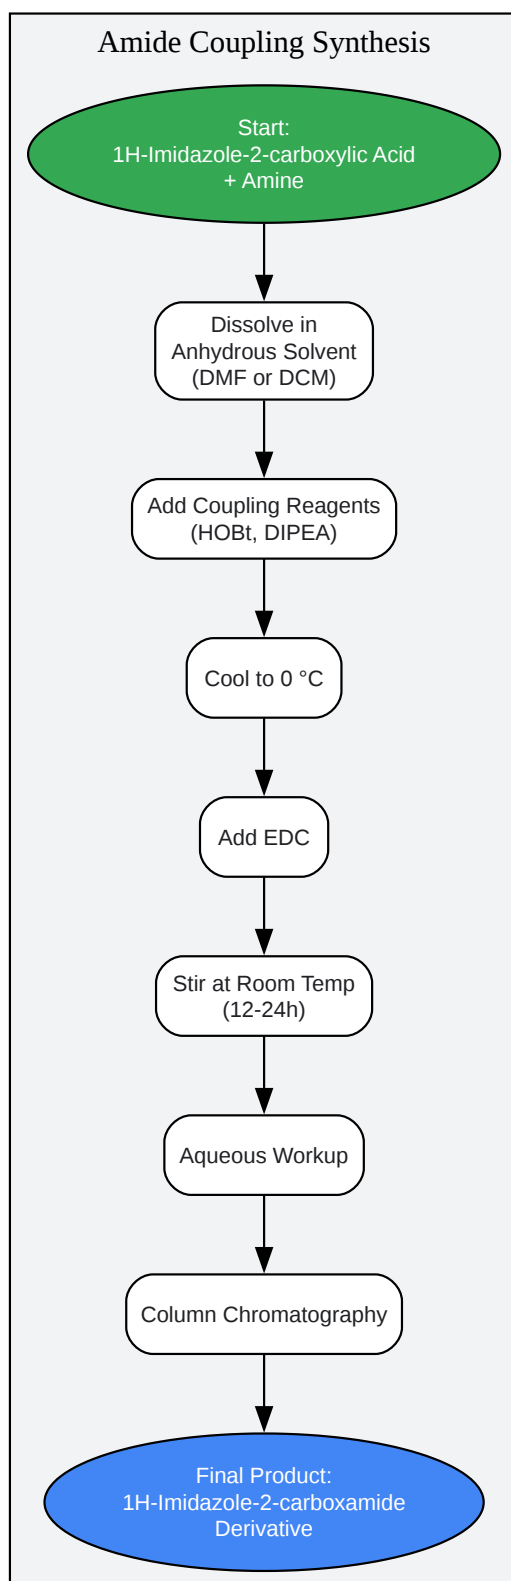 Amide Coupling Synthesis
Start:
1H-Imidazole-2-carboxylic Acid
+ Amine
Dissolve in
Anhydrous Solvent
(DMF or DCM)
Add Coupling Reagents
(HOBt, DIPEA)
Cool to 0 °C
Add EDC
Stir at Room Temp
(12-24h)
Aqueous Workup
Column Chromatography
Final Product:
1H-Imidazole-2-carboxamide
Derivative